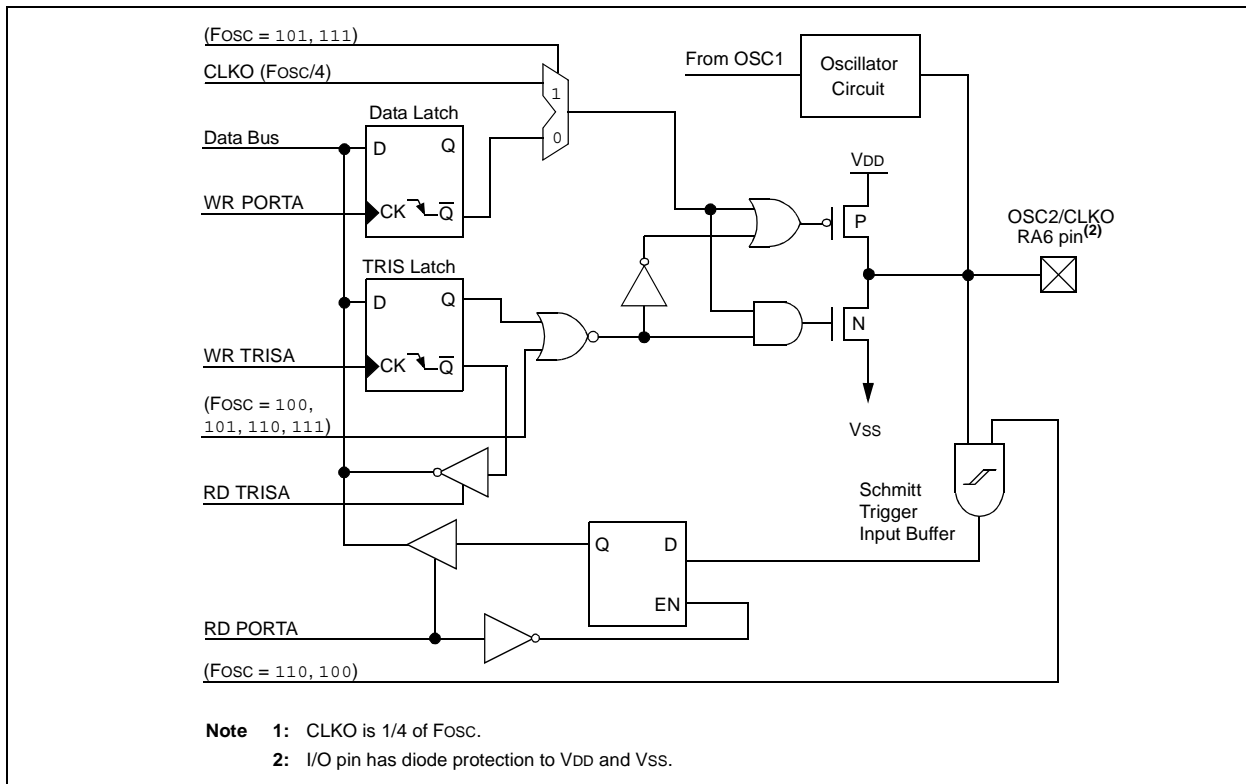 (FOSC = 101, 111)
CLKO (FOSC/4)
From OSC1
Oscillator
Circuit
1
0
Data Latch
Data Bus
D
Q
VDD
WR PORTA
CK
Q
P
OSC2/CLKO
RA6 pin(2)
TRIS Latch
D
Q
N
WR TRISA
CK
Q
(FOSC = 100,
101, 110, 111)
VSS
RD TRISA
Schmitt
Trigger
Input Buffer
Q
D
EN
RD PORTA
(FOSC = 110, 100)
Note 1: CLKO is 1/4 of FOSC.
2: I/O pin has diode protection to VDD and VSS.